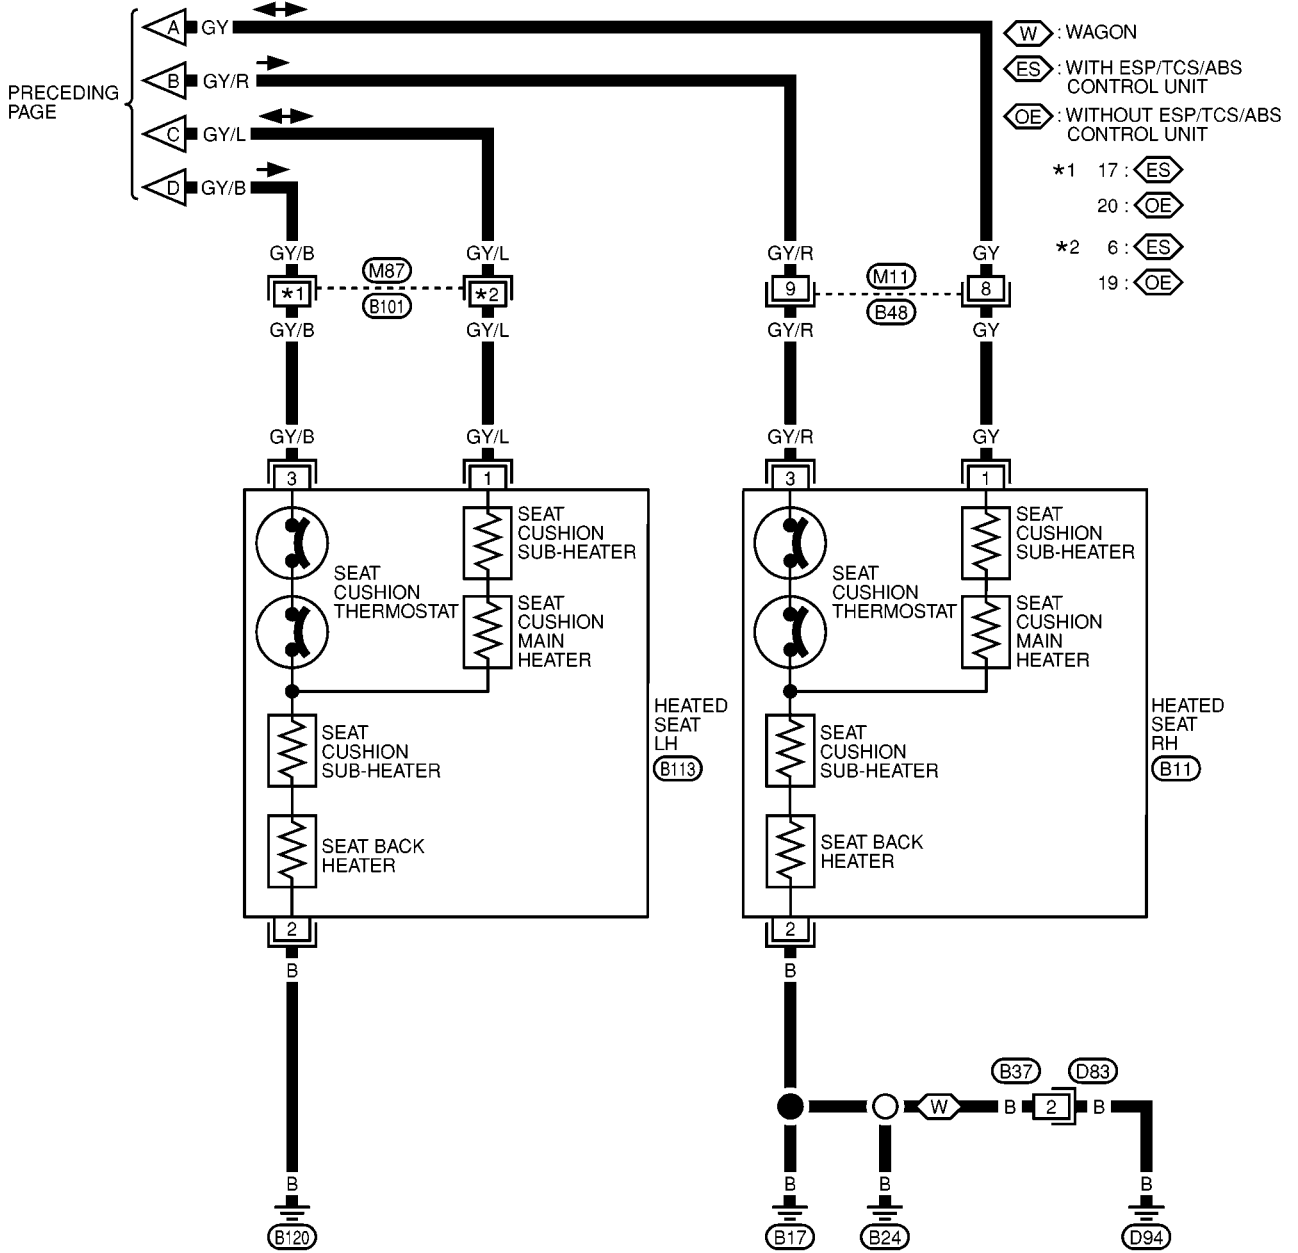 PRECEDING
PAGE
A GY
B GY/R
C GY/L
D GY/B
W : WAGON
ES : WITH ESP/TCS/ABS
CONTROL UNIT
OE : WITHOUT ESP/TCS/ABS
CONTROL UNIT
*1 17 : ES
20 : OE
*2 6 : ES
19 : OE
GY/B GY/L GY/R GY
*1 M87 *2 9 M11 8
B101 B48
GY/B GY/L GY/R GY
GY/B GY/L GY/R GY
3 1 3 1
SEAT
CUSHION
SUB-HEATER
SEAT
CUSHION
THERMOSTAT
SEAT
CUSHION
MAIN
HEATER
SEAT
CUSHION
SUB-HEATER
SEAT BACK
HEATER
HEATED
SEAT
LH
B113
SEAT
CUSHION
SUB-HEATER
SEAT
CUSHION
THERMOSTAT
SEAT
CUSHION
MAIN
HEATER
SEAT
CUSHION
SUB-HEATER
SEAT BACK
HEATER
HEATED
SEAT
RH
B11
2 2
B B
B37 D83
W B 2 B
B B B B
B120 B17 B24 D94